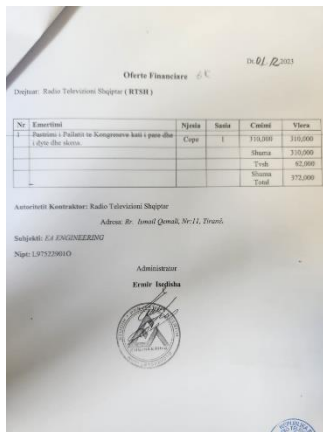 Dt. 01.12.2023
Oferte Financiare
Drejtuar: Radio Televizioni Shqiptar ( RTSH )
Nr Emertimi Njesia Sasia Cmimi Vlera
1 Pastrimi i Pallatit te Kongreseve kati i pare dhe i dyte dhe skena. Cope 1 310,000 310,000
Shuma 310,000
Tvsh 62,000
Shuma Total 372,000
Autoriteti Kontraktor: Radio Televizioni Shqiptar
Adresa: Rr. Ismail Qemali, Nr:11, Tiranë.
Subjekti: EA ENGINEERING
Nipt: L97522901O
Administrator
Ermir Isedisha